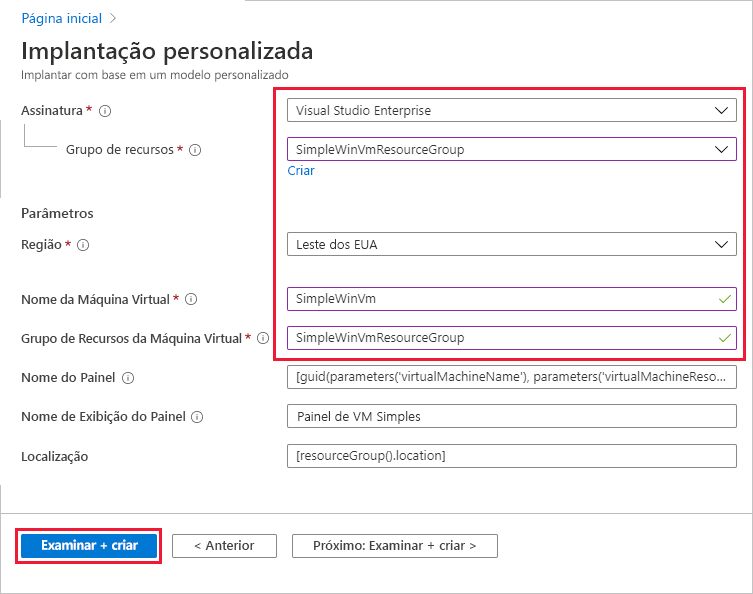 Página inicial >
Implantação personalizada
Implantar com base em um modelo personalizado
Assinatura * Visual Studio Enterprise
Grupo de recursos * SimpleWinVmResourceGroup
Criar
Parâmetros
Região * Leste dos EUA
Nome da Máquina Virtual * SimpleWinVm
Grupo de Recursos da Máquina Virtual * SimpleWinVmResourceGroup
Nome do Painel [guid(parameters('virtualMachineName'), parameters('virtualMachineReso...
Nome de Exibição do Painel Painel de VM Simples
Localização [resourceGroup().location]
Examinar + criar < Anterior Próximo: Examinar + criar >